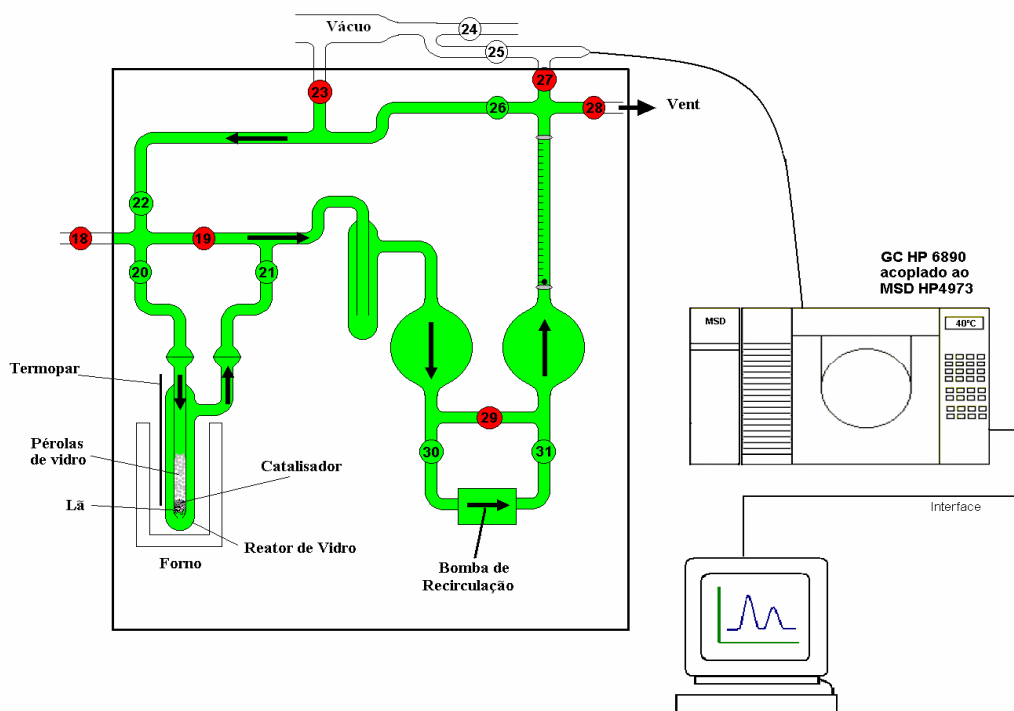 Vácuo
24
25
23
27
26
28
Vent
22
18
19
20
21
GC HP 6890
acoplado ao
MSD HP4973
MSD
40ºC
Termopar
29
30
31
Pérolas
de vidro
Catalisador
Lã
Interface
Reator de Vidro
Forno
Bomba de
Recirculação